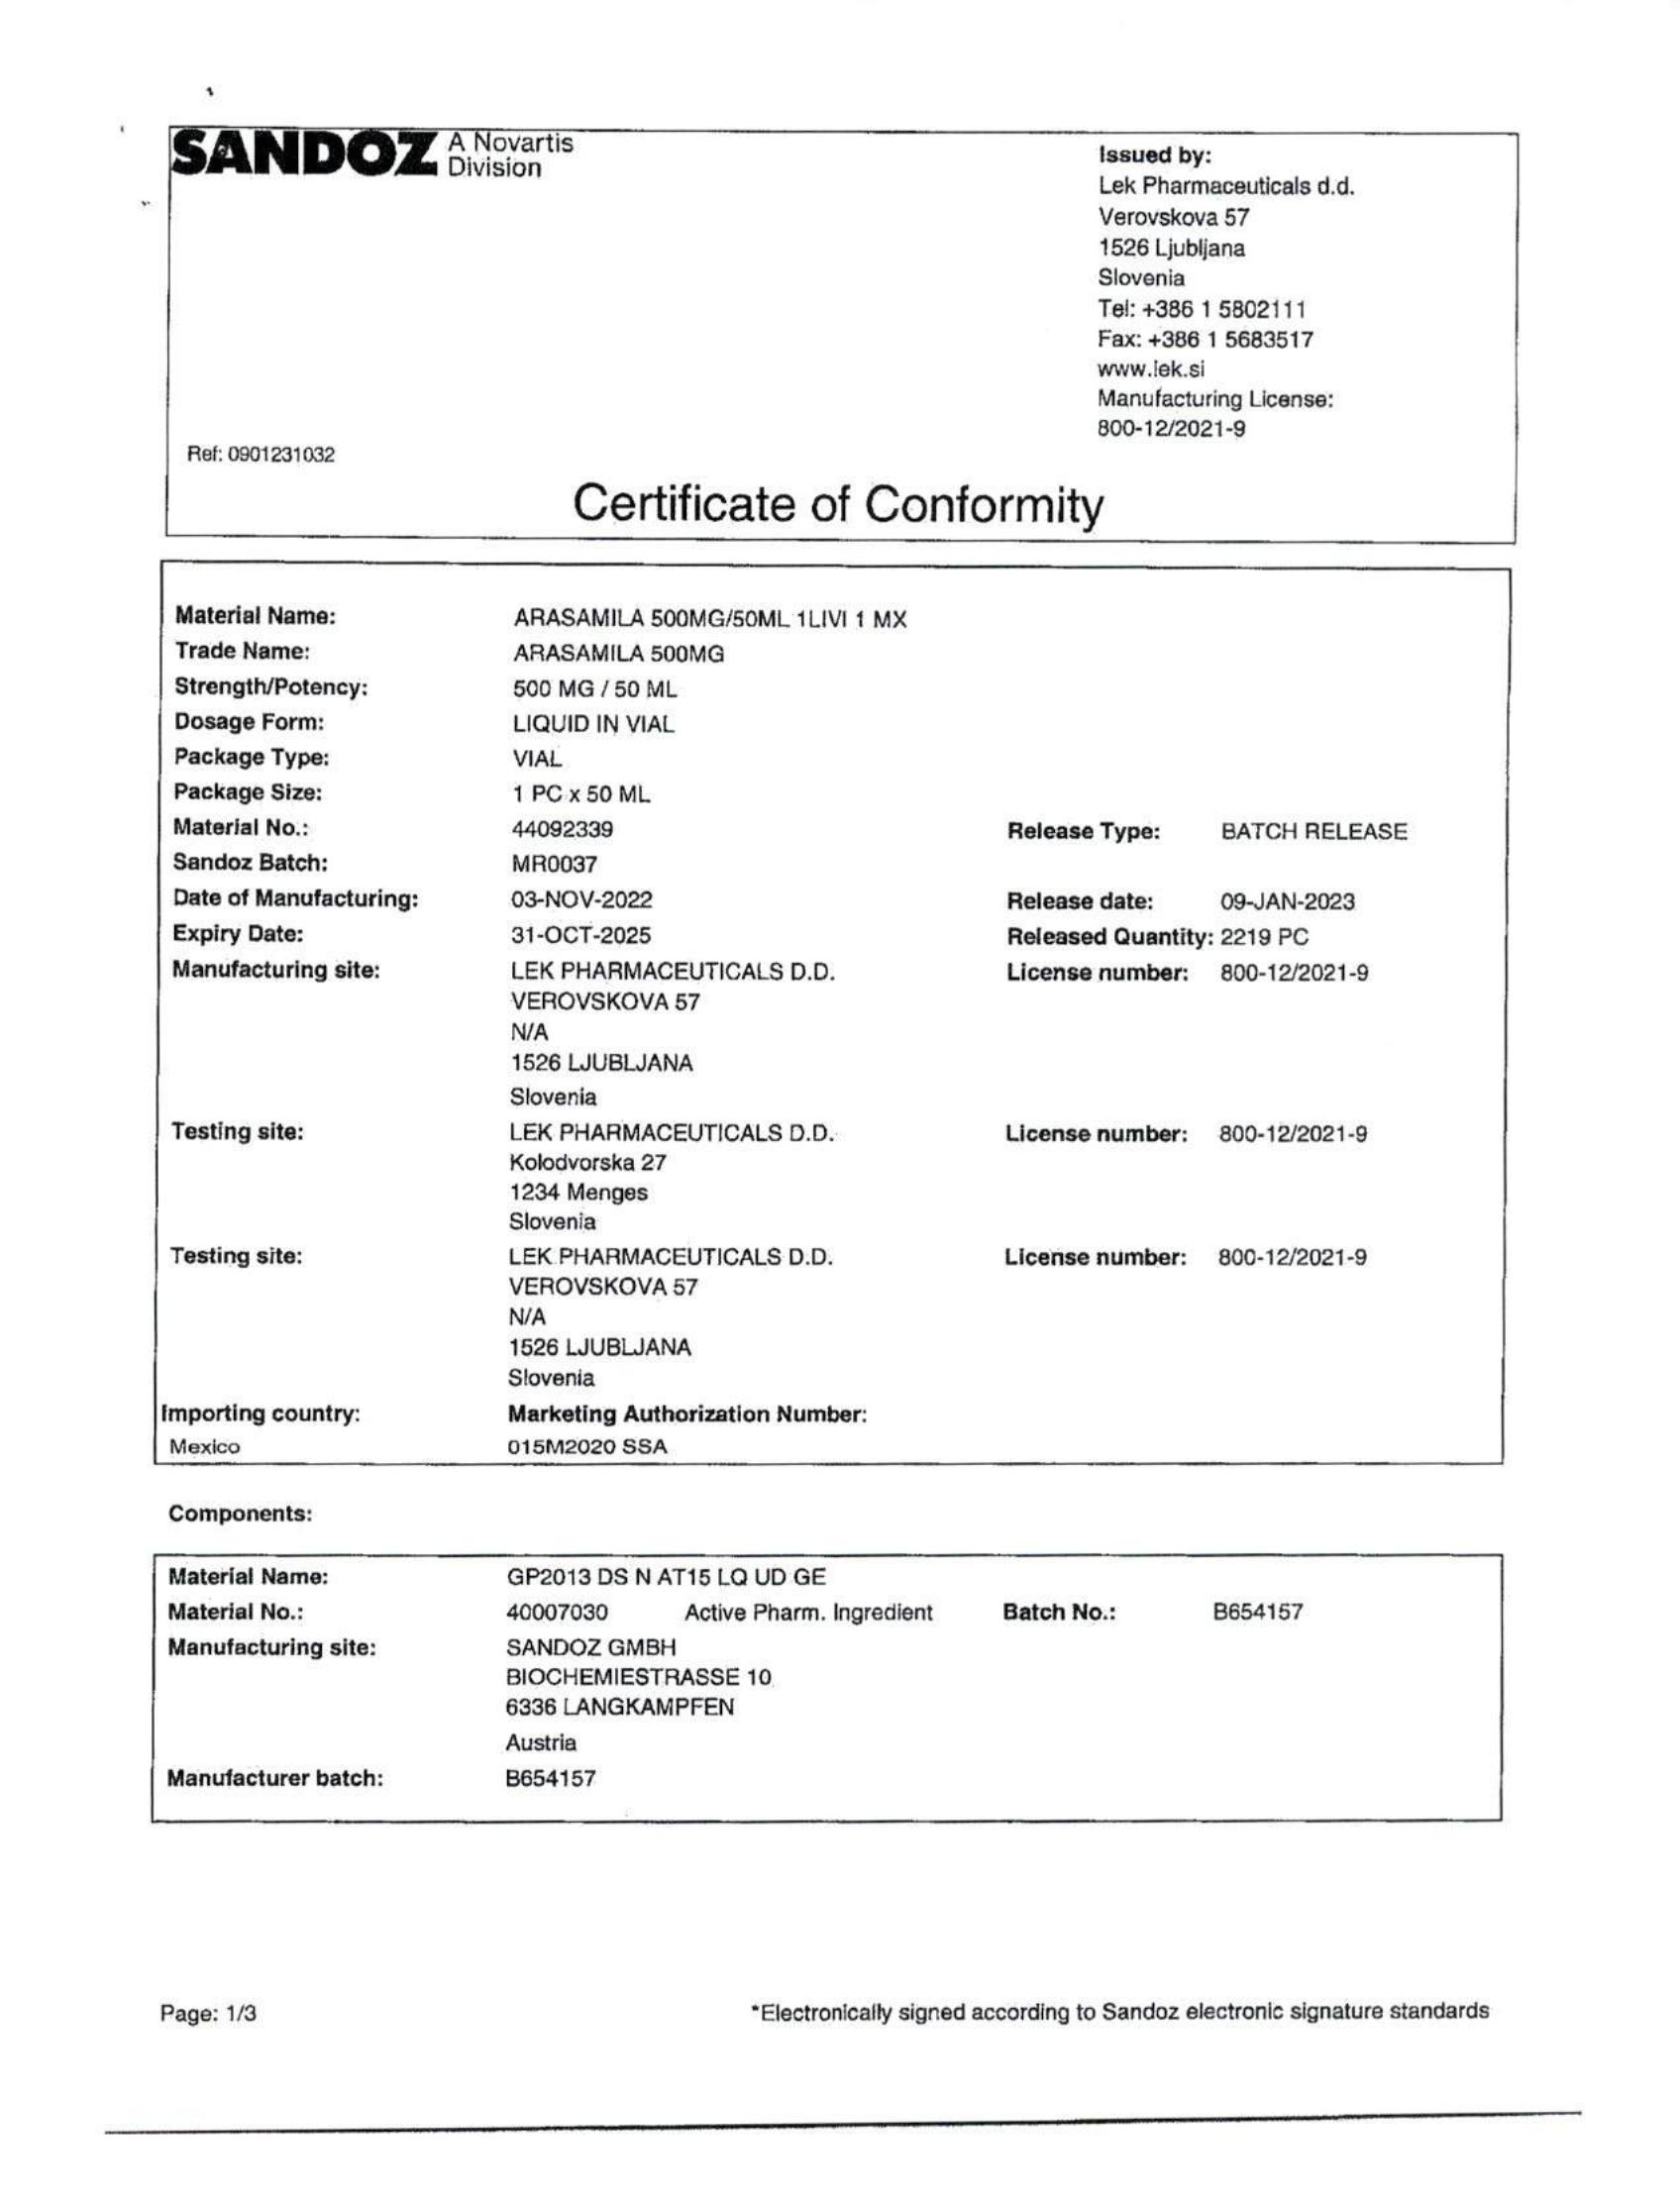 SANDOZ A Novartis
Division
Issued by:
Lek Pharmaceuticals d.d.
Verovskova 57
1526 Ljubljana
Slovenia
Tel: +386 1 5802111
Fax: +386 1 5683517
www.lek.si
Manufacturing License:
800-12/2021-9
Ref: 0901231032
Certificate of Conformity
Material Name: ARASAMILA 500MG/50ML 1LIVI 1 MX
Trade Name: ARASAMILA 500MG
Strength/Potency: 500 MG / 50 ML
Dosage Form: LIQUID IN VIAL
Package Type: VIAL
Package Size: 1 PC x 50 ML
Material No.: 44092339 Release Type: BATCH RELEASE
Sandoz Batch: MR0037
Date of Manufacturing: 03-NOV-2022 Release date: 09-JAN-2023
Expiry Date: 31-OCT-2025 Released Quantity: 2219 PC
Manufacturing site: LEK PHARMACEUTICALS D.D. License number: 800-12/2021-9
VEROVSKOVA 57
N/A
1526 LJUBLJANA
Slovenia
Testing site: LEK PHARMACEUTICALS D.D. License number: 800-12/2021-9
Kolodvorska 27
1234 Menges
Slovenia
Testing site: LEK PHARMACEUTICALS D.D. License number: 800-12/2021-9
VEROVSKOVA 57
N/A
1526 LJUBLJANA
Slovenia
Importing country: Marketing Authorization Number:
Mexico 015M2020 SSA
Components:
Material Name: GP2013 DS N AT15 LQ UD GE
Material No.: 40007030 Active Pharm. Ingredient Batch No.: B654157
Manufacturing site: SANDOZ GMBH
BIOCHEMIESTRASSE 10
6336 LANGKAMPFEN
Austria
Manufacturer batch: B654157
Page: 1/3 *Electronically signed according to Sandoz electronic signature standards